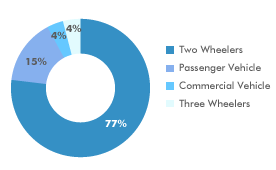 4%
4%
15%
77%
Two Wheelers
Passenger Vehicle
Commercial Vehicle
Three Wheelers